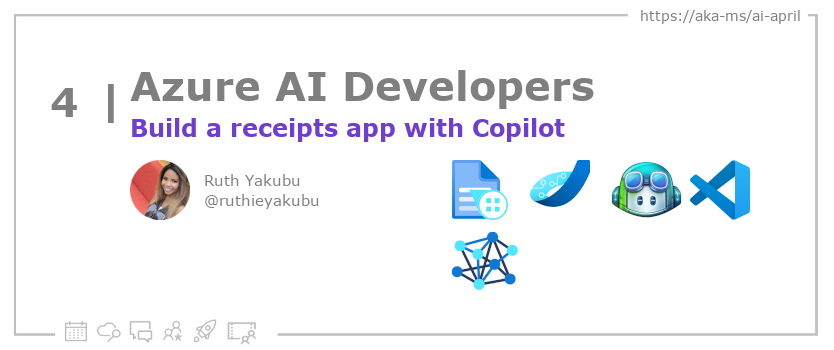 https://aka-ms/ai-april
4 | Azure AI Developers
Build a receipts app with Copilot
Ruth Yakubu
@ruthieyakubu